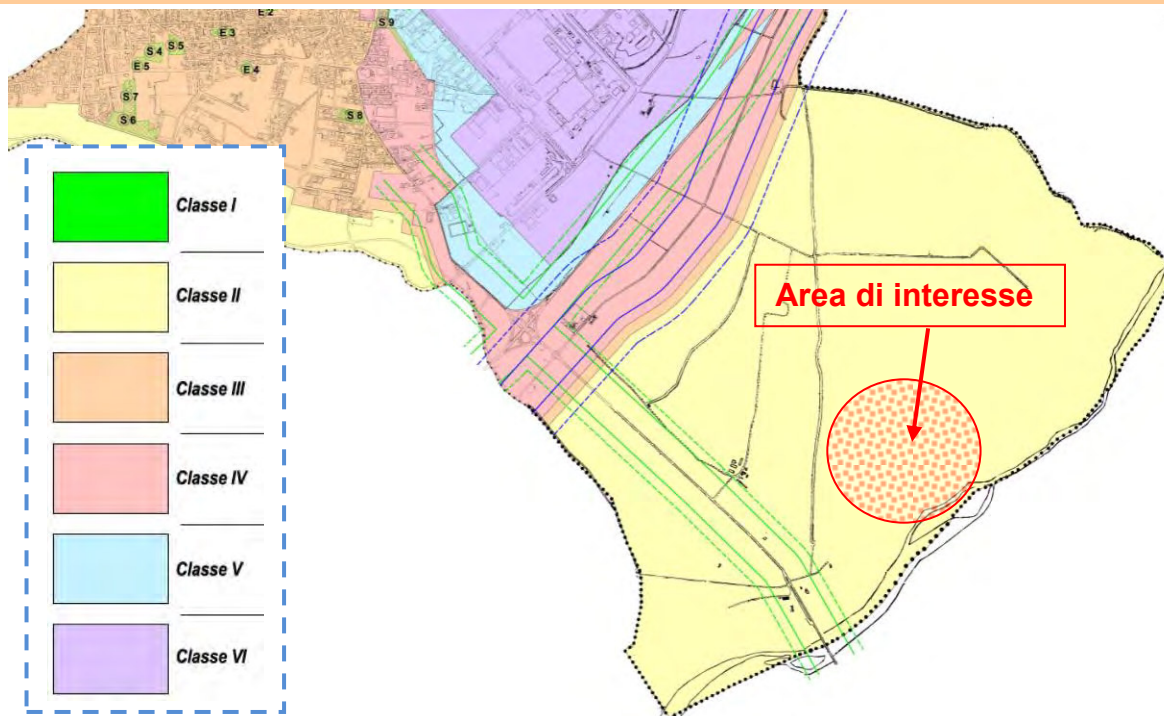 E 2
E 3
S 9
S 5
S 4
E 5
E 4
S 7
S 6
S 8
Classe I
Classe II
Classe III
Classe IV
Classe V
Classe VI
Area di interesse